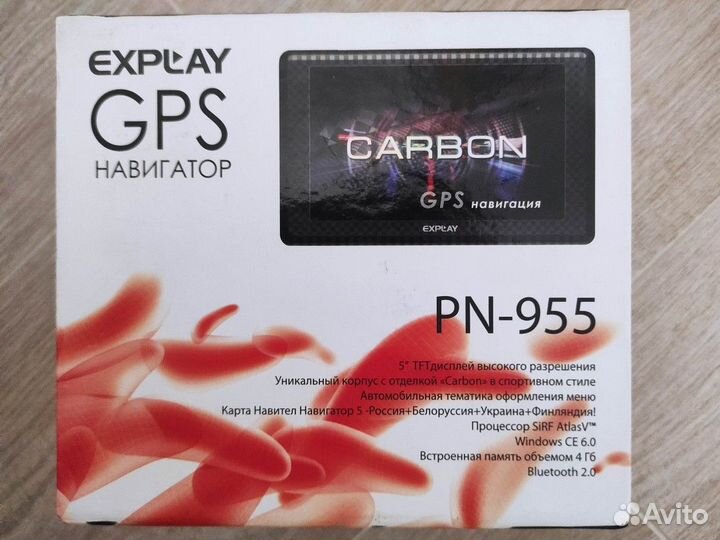 EXPLAY
GPS
НАВИГАТОР
CARBON
GPS навигация
EXPLAY
PN-955
5" TFT дисплей высокого разрешения
Уникальный корпус с отделкой «Carbon» в спортивном стиле
Автомобильная тематика оформления меню
Карта Навител Навигатор 5 -Россия+Белоруссия+Украина+Финляндия!
Процессор SiRF AtlasV™
Windows CE 6.0
Встроенная память объемом 4 Гб
Bluetooth 2.0
Avito